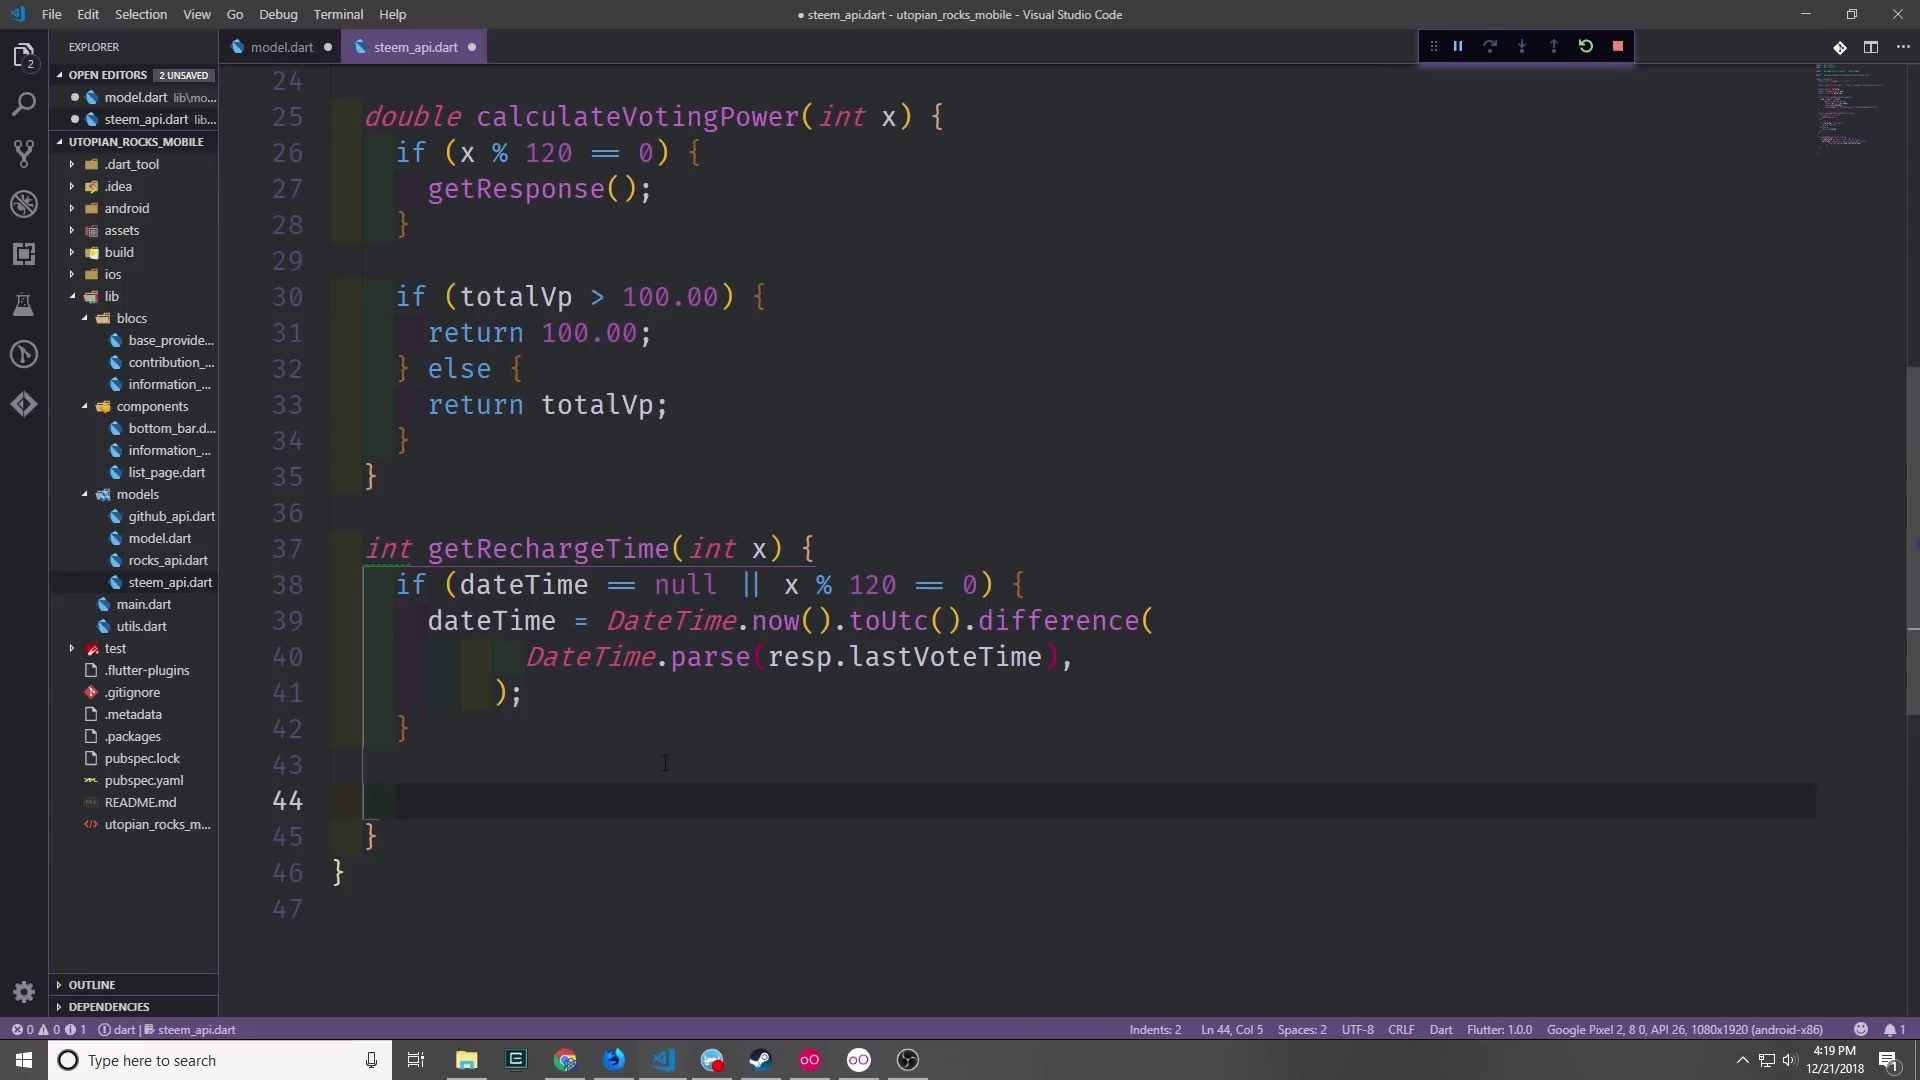 File Edit Selection View Go Debug Terminal Help
● steem_api.dart - utopian_rocks_mobile - Visual Studio Code
EXPLORER
model.dart ●
steem_api.dart ●
OPEN EDITORS 2 UNSAVED
● model.dart lib\mo...
● steem_api.dart lib...
UTOPIAN_ROCKS_MOBILE
.dart_tool
.idea
android
assets
build
ios
lib
blocs
base_provide...
contribution_...
information_...
components
bottom_bar.d...
information_...
list_page.dart
models
github_api.dart
model.dart
rocks_api.dart
steem_api.dart
main.dart
utils.dart
test
.flutter-plugins
.gitignore
.metadata
.packages
pubspec.lock
pubspec.yaml
README.md
utopian_rocks_m...
OUTLINE
DEPENDENCIES
24
25 double calculateVotingPower(int x) {
26 if (x % 120 == 0) {
27 getResponse();
28 }
29
30 if (totalVp > 100.00) {
31 return 100.00;
32 } else {
33 return totalVp;
34 }
35 }
36
37 int getRechargeTime(int x) {
38 if (dateTime == null || x % 120 == 0) {
39 dateTime = DateTime.now().toUtc().difference(
40 DateTime.parse(resp.lastVoteTime),
41 );
42 }
43
44
45 }
46 }
47
0 0 1 dart | steem_api.dart
Indents: 2 Ln 44, Col 5 Spaces: 2 UTF-8 CRLF Dart Flutter: 1.0.0 Google Pixel 2, 8 0, API 26, 1080x1920 (android-x86) 1
Type here to search
4:19 PM
12/21/2018